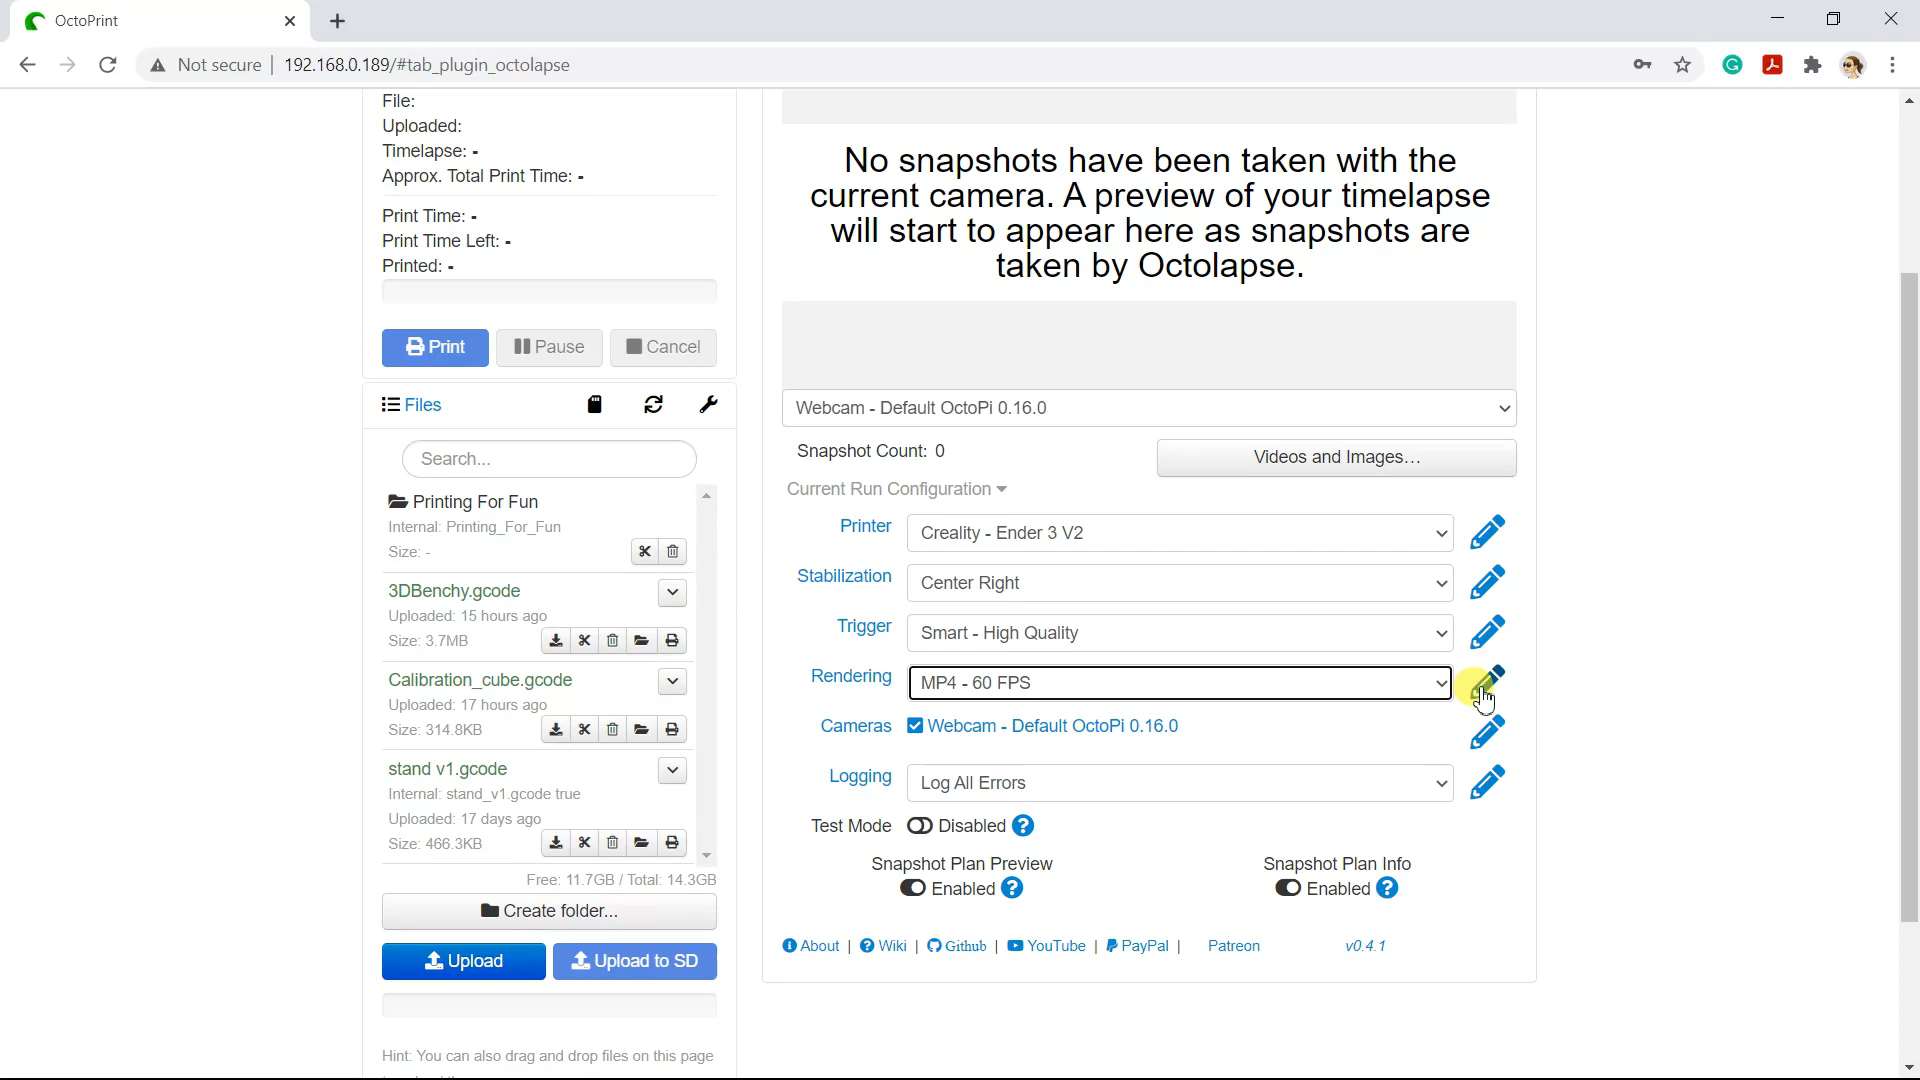 OctoPrint
Not secure
192.168.0.189/#tab_plugin_octolapse
File:
Uploaded:
Timelapse: -
Approx. Total Print Time: -
Print Time: -
Print Time Left: -
Printed: -
Print
Pause
Cancel
Files
Search...
Printing For Fun
Internal: Printing_For_Fun
Size: -
3DBenchy.gcode
Uploaded: 15 hours ago
Size: 3.7MB
Calibration_cube.gcode
Uploaded: 17 hours ago
Size: 314.8KB
stand v1.gcode
Internal: stand_v1.gcode true
Uploaded: 17 days ago
Size: 466.3KB
Free: 11.7GB / Total: 14.3GB
Create folder...
Upload
Upload to SD
Hint: You can also drag and drop files on this page
No snapshots have been taken with the
current camera. A preview of your timelapse
will start to appear here as snapshots are
taken by Octolapse.
Webcam - Default OctoPi 0.16.0
Snapshot Count: 0
Videos and Images...
Current Run Configuration
Printer
Creality - Ender 3 V2
Stabilization
Center Right
Trigger
Smart - High Quality
Rendering
MP4 - 60 FPS
Cameras
Webcam - Default OctoPi 0.16.0
Logging
Log All Errors
Test Mode
Disabled
Snapshot Plan Preview
Enabled
Snapshot Plan Info
Enabled
About | Wiki | Github | YouTube | PayPal | Patreon
v0.4.1